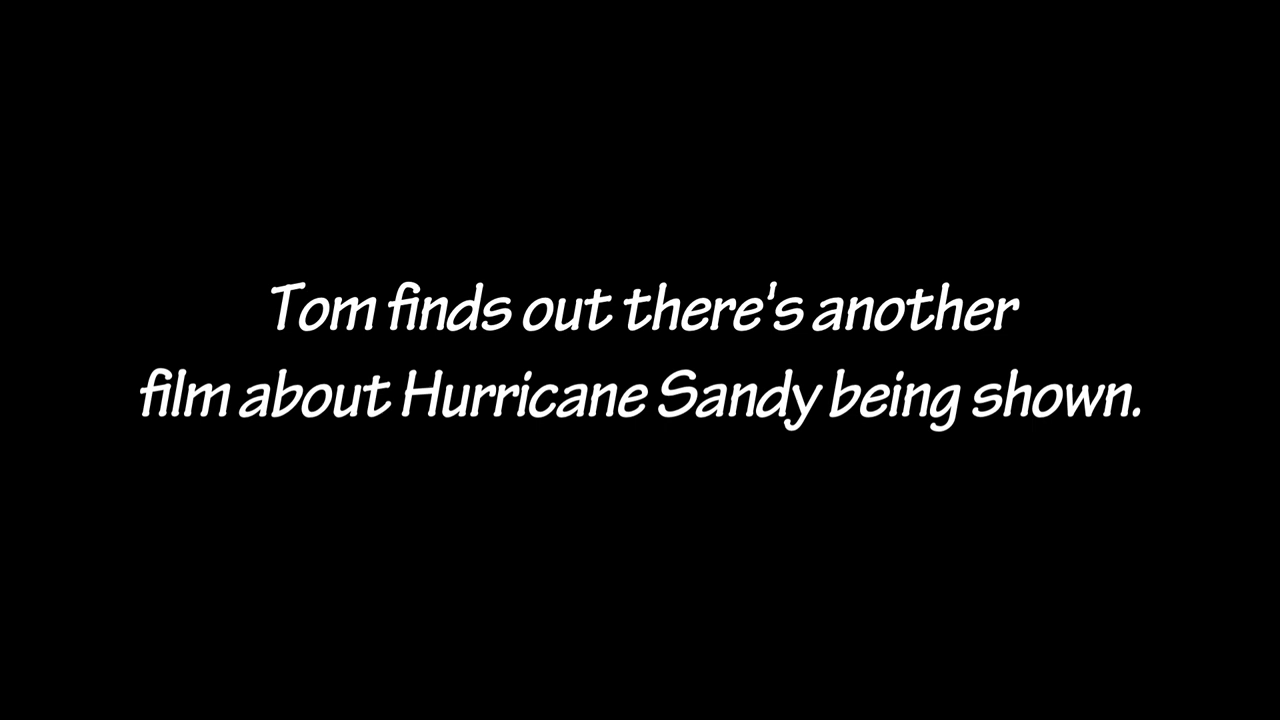 Tom finds out there's another
film about Hurricane Sandy being shown.